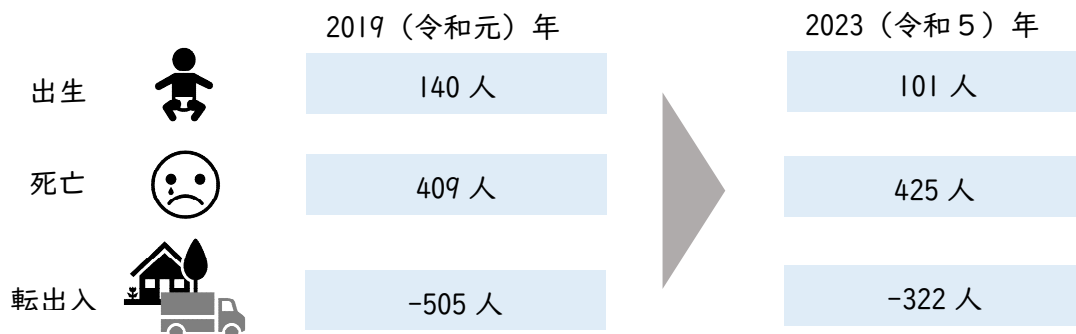 2019（令和元）年
2023（令和５）年
出生
140 人
101 人
死亡
409 人
425 人
転出入
-505 人
-322 人